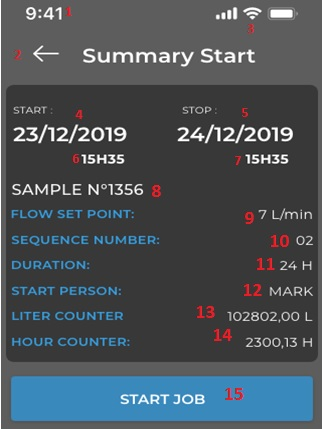 9:41 1
3
2 Summary Start
START : 4 STOP : 5
23/12/2019 24/12/2019
6 15H35 7 15H35
SAMPLE N°1356 8
FLOW SET POINT: 9 7 L/min
SEQUENCE NUMBER: 10 02
DURATION: 11 24 H
START PERSON: 12 MARK
LITER COUNTER 13 102802,00 L
HOUR COUNTER: 14 2300,13 H
START JOB 15